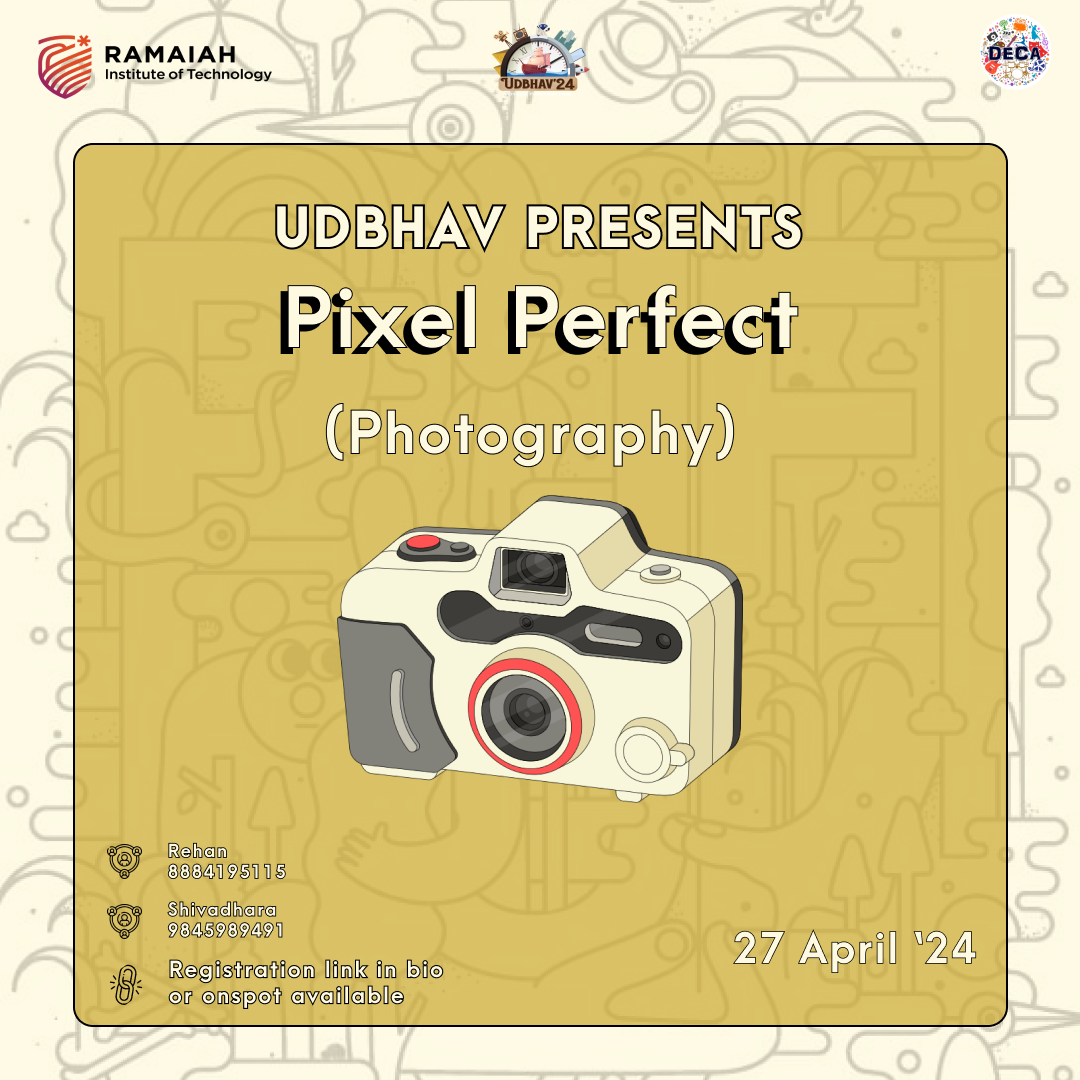 RAMAIAH
Institute of Technology
UDBHAV'24
DECA
UDBHAV PRESENTS
Pixel Perfect
(Photography)
Rehan
8884195115
Shivadhara
9845989491
Registration link in bio
or onspot available
27 April ‘24